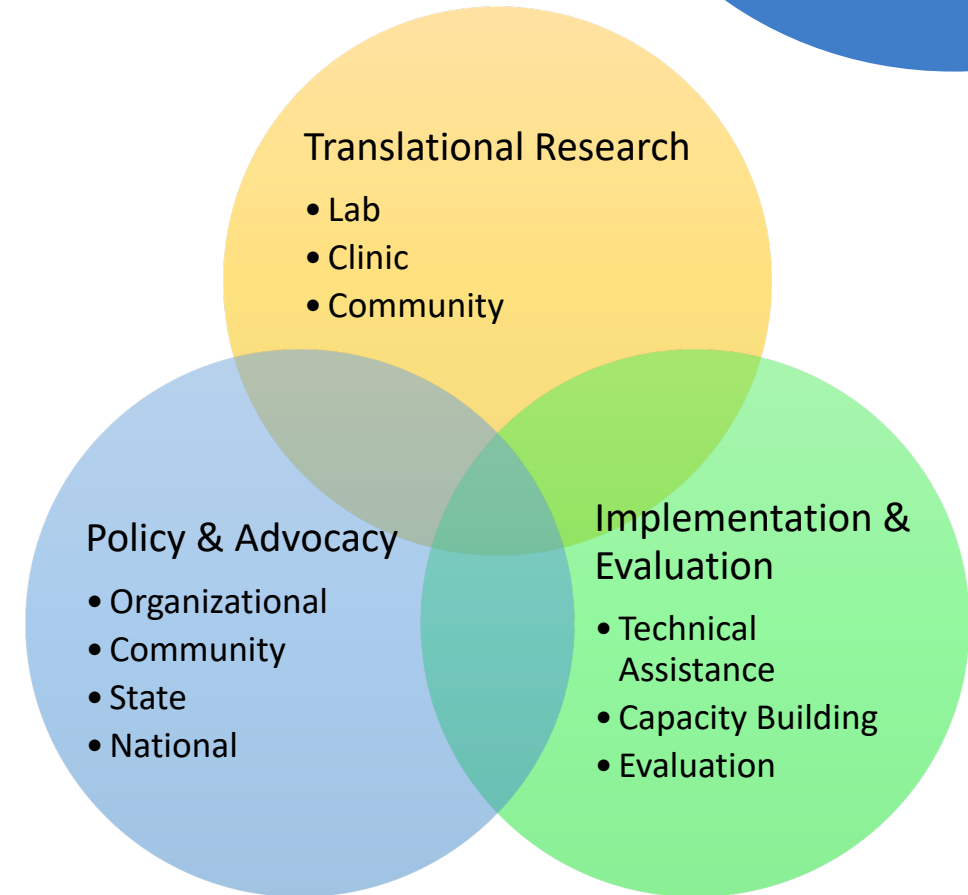 Translational Research
• Lab
• Clinic
• Community
Policy & Advocacy
• Organizational
• Community
• State
• National
Implementation &
Evaluation
• Technical
Assistance
• Capacity Building
• Evaluation